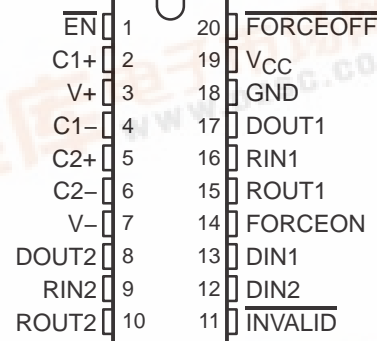 EN 1 20 FORCEOFF
C1+ 2 19 VCC
V+ 3 18 GND
C1− 4 17 DOUT1
C2+ 5 16 RIN1
C2− 6 15 ROUT1
V− 7 14 FORCEON
DOUT2 8 13 DIN1
RIN2 9 12 DIN2
ROUT2 10 11 INVALID